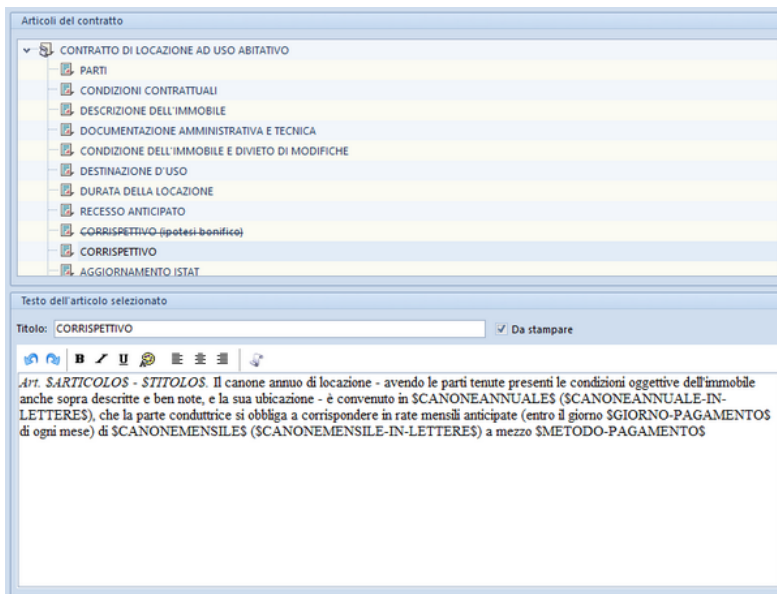 Articoli del contratto
CONTRATTO DI LOCAZIONE AD USO ABITATIVO
PARTI
CONDIZIONI CONTRATTUALI
DESCRIZIONE DELL'IMMOBILE
DOCUMENTAZIONE AMMINISTRATIVA E TECNICA
CONDIZIONE DELL'IMMOBILE E DIVIETO DI MODIFICHE
DESTINAZIONE D'USO
DURATA DELLA LOCAZIONE
RECESSO ANTICIPATO
CORRISPETTIVO (ipotesi bonifico)
CORRISPETTIVO
AGGIORNAMENTO ISTAT
Testo dell'articolo selezionato
Titolo: CORRISPETTIVO Da stampare
B I U
Art. $ARTICOLO$ - $TITOLO$. Il canone annuo di locazione - avendo le parti tenute presenti le condizioni oggettive dell'immobile
anche sopra descritte e ben note, e la sua ubicazione - è convenuto in $CANONEANNUALE$ ($CANONEANNUALE-IN-
LETTERE$), che la parte conduttrice si obbliga a corrispondere in rate mensili anticipate (entro il giorno $GIORNO-PAGAMENTO$
di ogni mese) di $CANONEMENSILE$ ($CANONEMENSILE-IN-LETTERE$) a mezzo $METODO-PAGAMENTO$